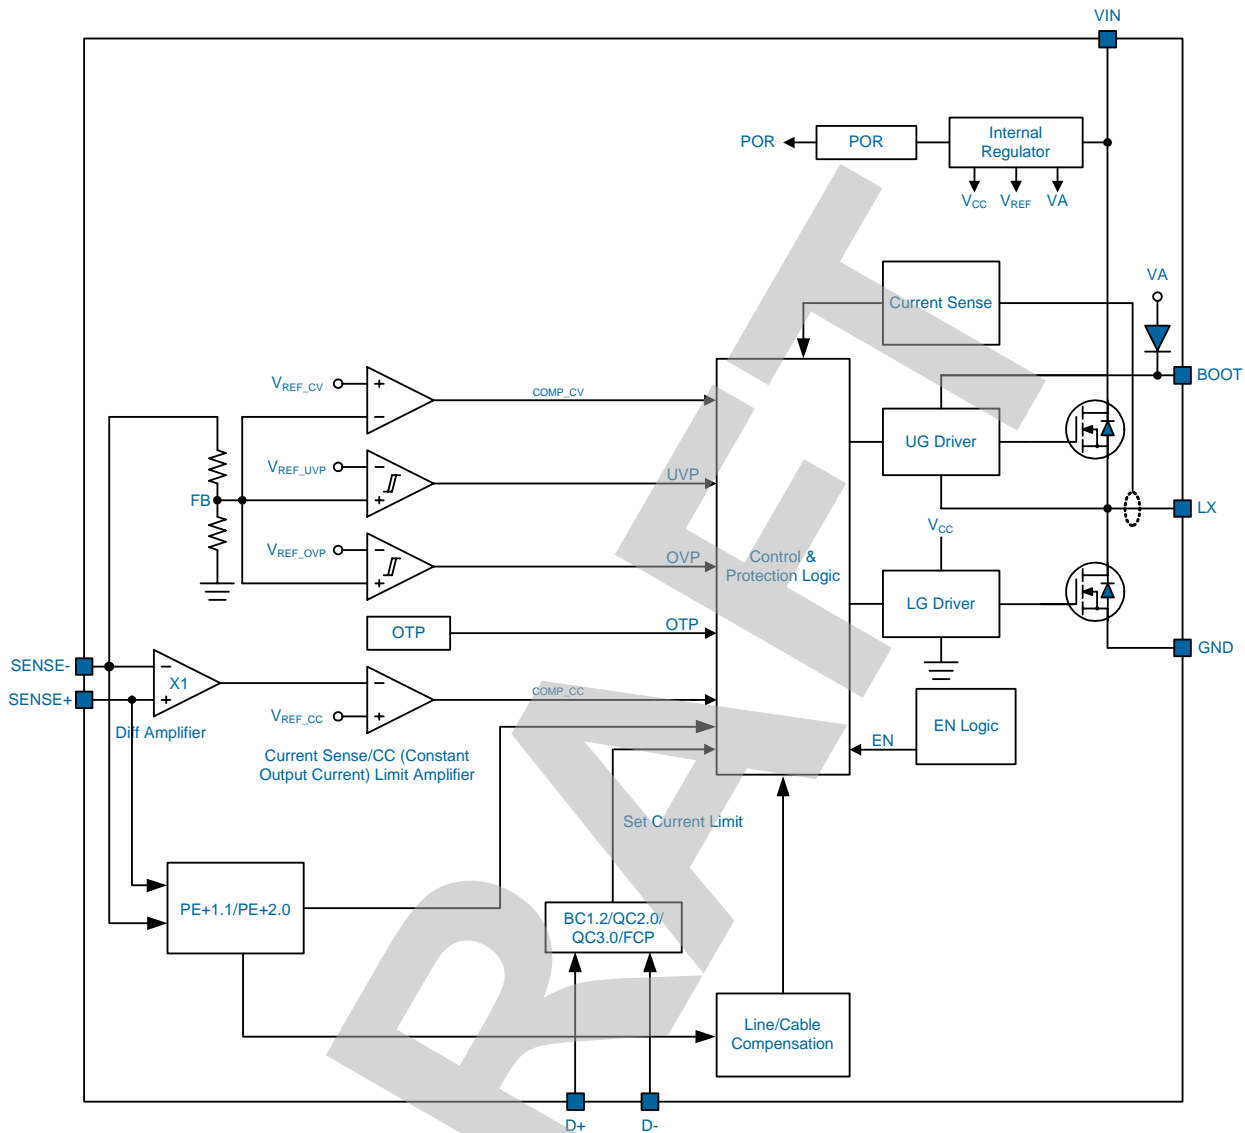 VIN
POR
POR
Internal
Regulator
VCC
VREF
VA
Current Sense
VA
BOOT
VREF_CV
+
−
COMP_CV
UG Driver
VREF_UVP
−
+
UVP
FB
LX
VCC
VREF_OVP
−
+
OVP
Control &
Protection Logic
LG Driver
OTP
OTP
GND
SENSE-
SENSE+
−
X1
+
Diff Amplifier
−
VREF_CC
+
COMP_CC
Current Sense/CC (Constant
Output Current) Limit Amplifier
EN
EN Logic
Set Current Limit
PE+1.1/PE+2.0
BC1.2/QC2.0/
QC3.0/FCP
Line/Cable
Compensation
D+
D-
RAFT